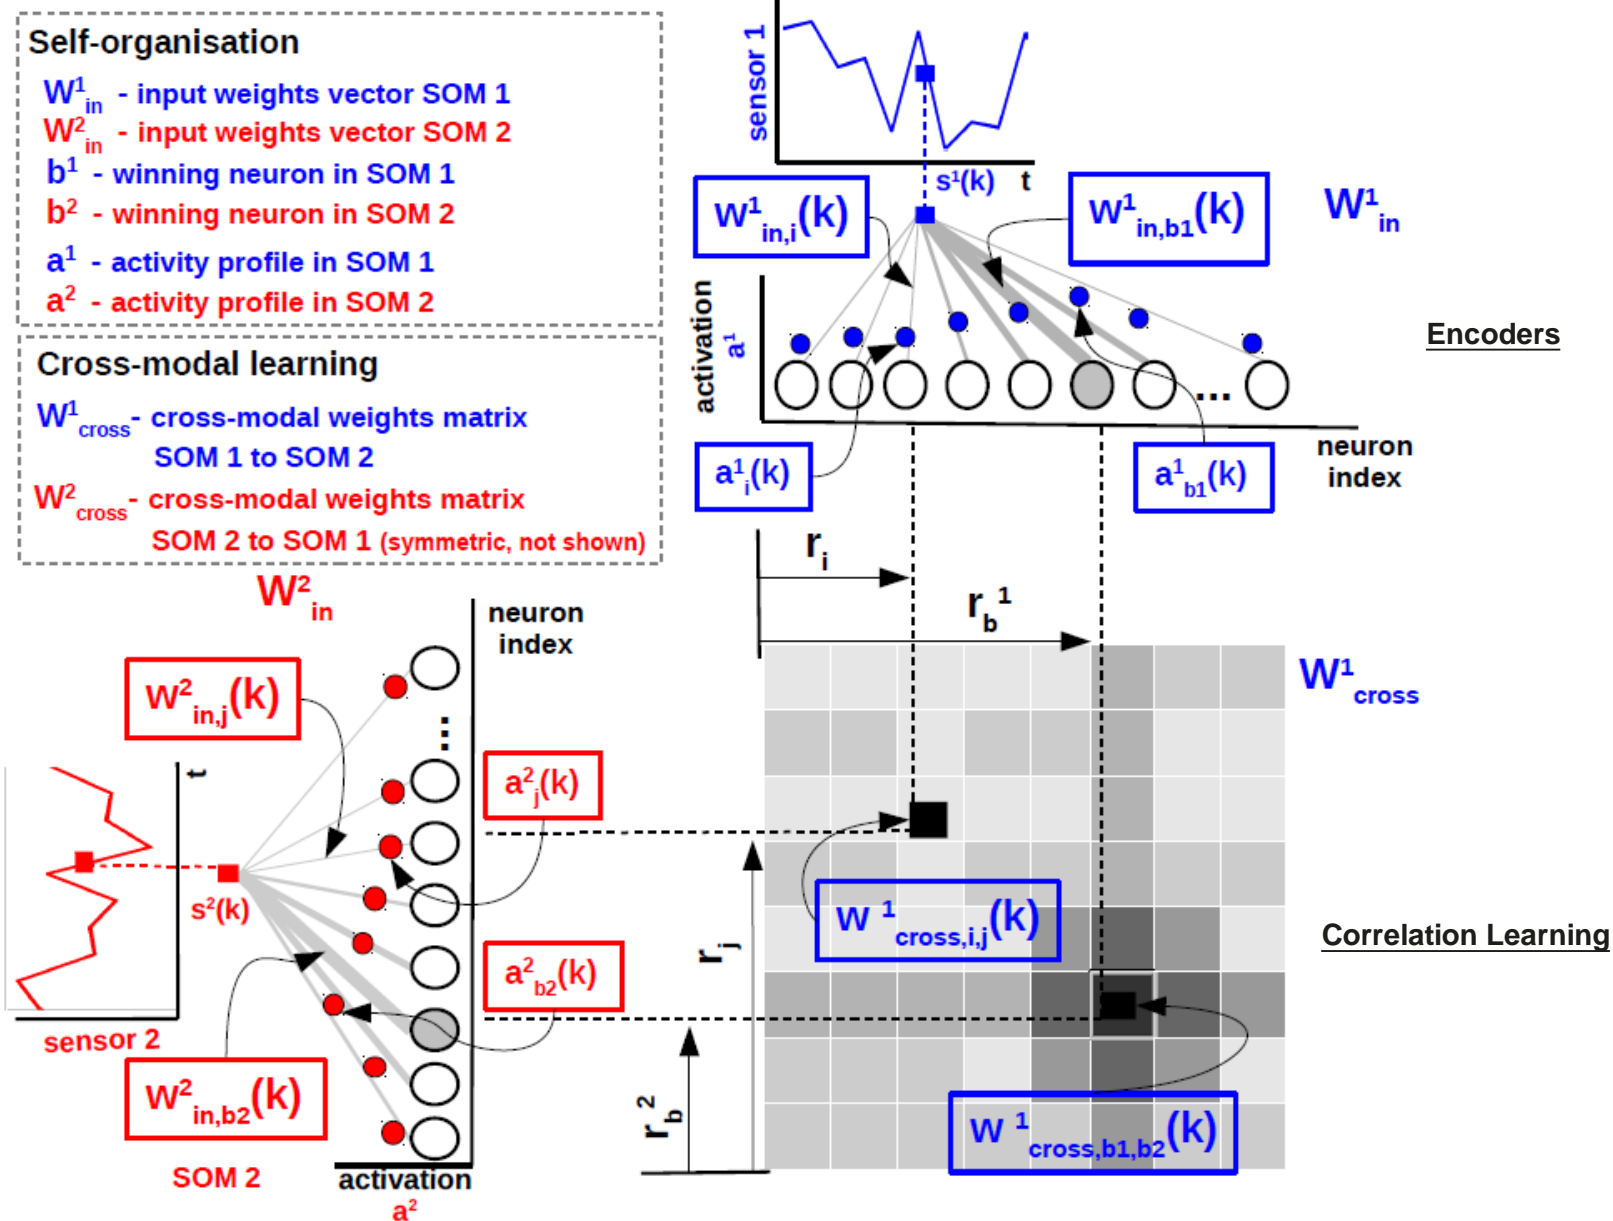 Self-organisation
W¹in - input weights vector SOM 1
W²in - input weights vector SOM 2
b¹ - winning neuron in SOM 1
b² - winning neuron in SOM 2
a¹ - activity profile in SOM 1
a² - activity profile in SOM 2
Cross-modal learning
W¹cross- cross-modal weights matrix
SOM 1 to SOM 2
W²cross- cross-modal weights matrix
SOM 2 to SOM 1 (symmetric, not shown)
sensor 1
s¹(k)
t
W¹in,i(k)
W¹in,b1(k)
W¹in
activation
a¹
...
Encoders
neuron
index
a¹i(k)
a¹b1(k)
ri
rb¹
W¹cross
W²in
neuron
index
W²in,j(k)
...
t
a²j(k)
s²(k)
W¹cross,i,j(k)
Correlation Learning
rj
a²b2(k)
sensor 2
W²in,b2(k)
rb²
W¹cross,b1,b2(k)
SOM 2
activation
a²